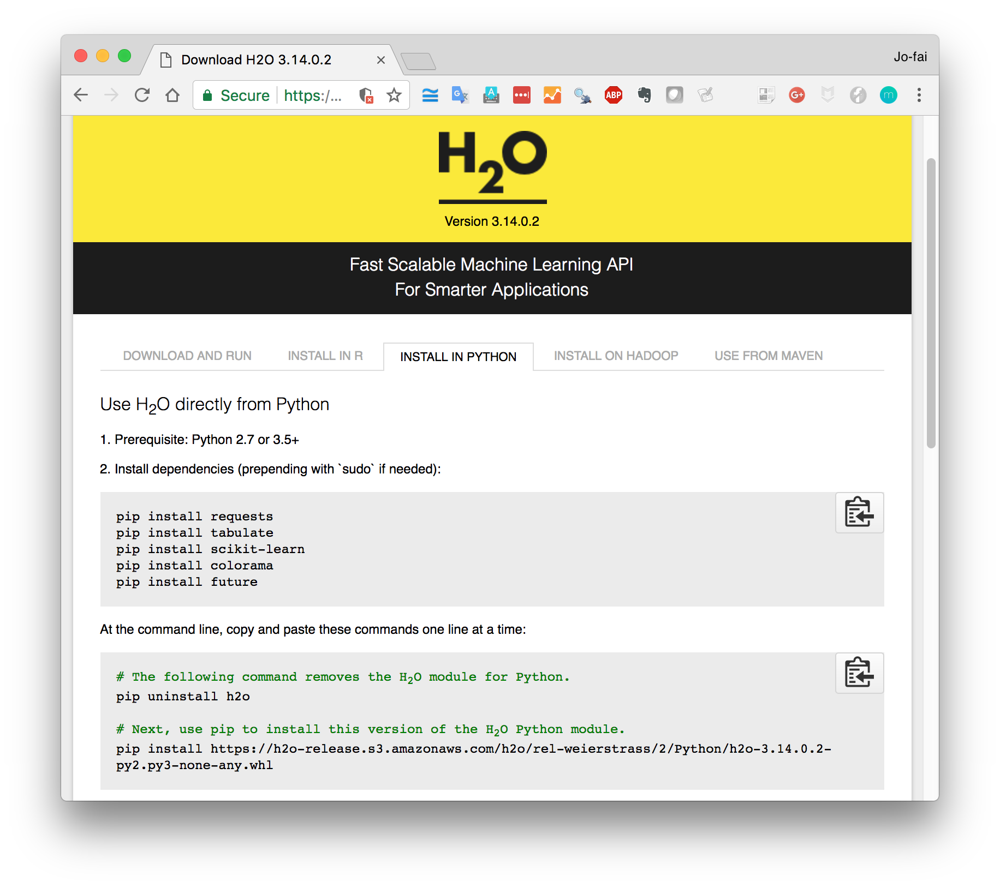 Download H2O 3.14.0.2
Jo-fai
Secure https:/...
ABP
G+
m
H2O
Version 3.14.0.2
Fast Scalable Machine Learning API
For Smarter Applications
DOWNLOAD AND RUN
INSTALL IN R
INSTALL IN PYTHON
INSTALL ON HADOOP
USE FROM MAVEN
Use H2O directly from Python
1. Prerequisite: Python 2.7 or 3.5+
2. Install dependencies (prepending with `sudo` if needed):
pip install requests
pip install tabulate
pip install scikit-learn
pip install colorama
pip install future
At the command line, copy and paste these commands one line at a time:
# The following command removes the H2O module for Python.
pip uninstall h2o
# Next, use pip to install this version of the H2O Python module.
pip install https://h2o-release.s3.amazonaws.com/h2o/rel-weierstrass/2/Python/h2o-3.14.0.2-
py2.py3-none-any.whl